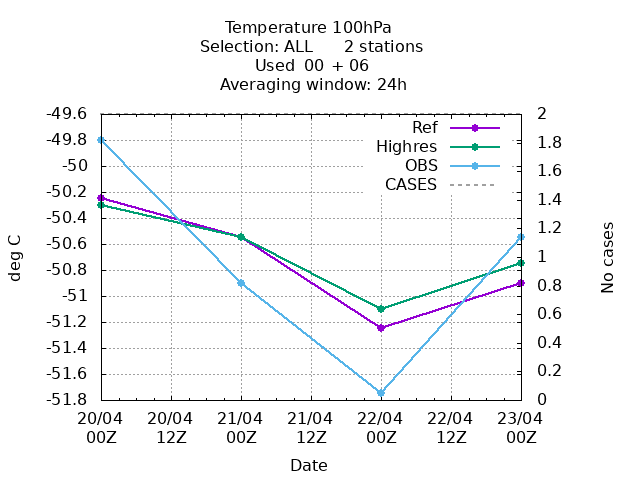 Temperature 100hPa
Selection: ALL 2 stations
Used 00 + 06
Averaging window: 24h
-49.6
-49.8
-50
-50.2
-50.4
-50.6
-50.8
-51
-51.2
-51.4
-51.6
-51.8
deg C
2
1.8
1.6
1.4
1.2
1
0.8
0.6
0.4
0.2
0
No cases
Ref
Highres
OBS
CASES
20/04 20/04 21/04 21/04 22/04 22/04 23/04
00Z 12Z 00Z 12Z 00Z 12Z 00Z
Date